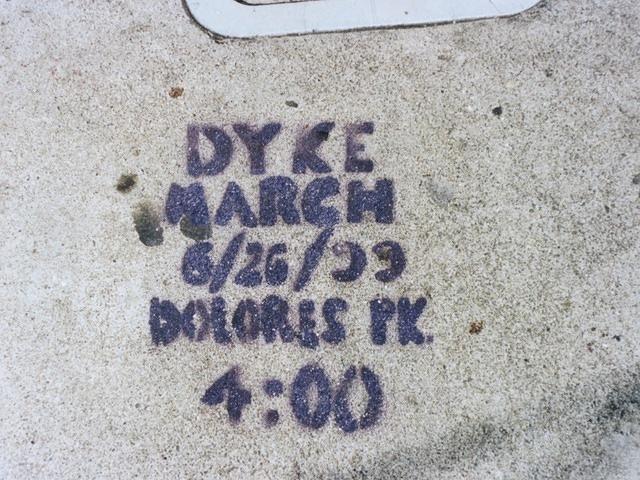 DYKE
MARCH
6/26/99
DOLORES PK.
4:00